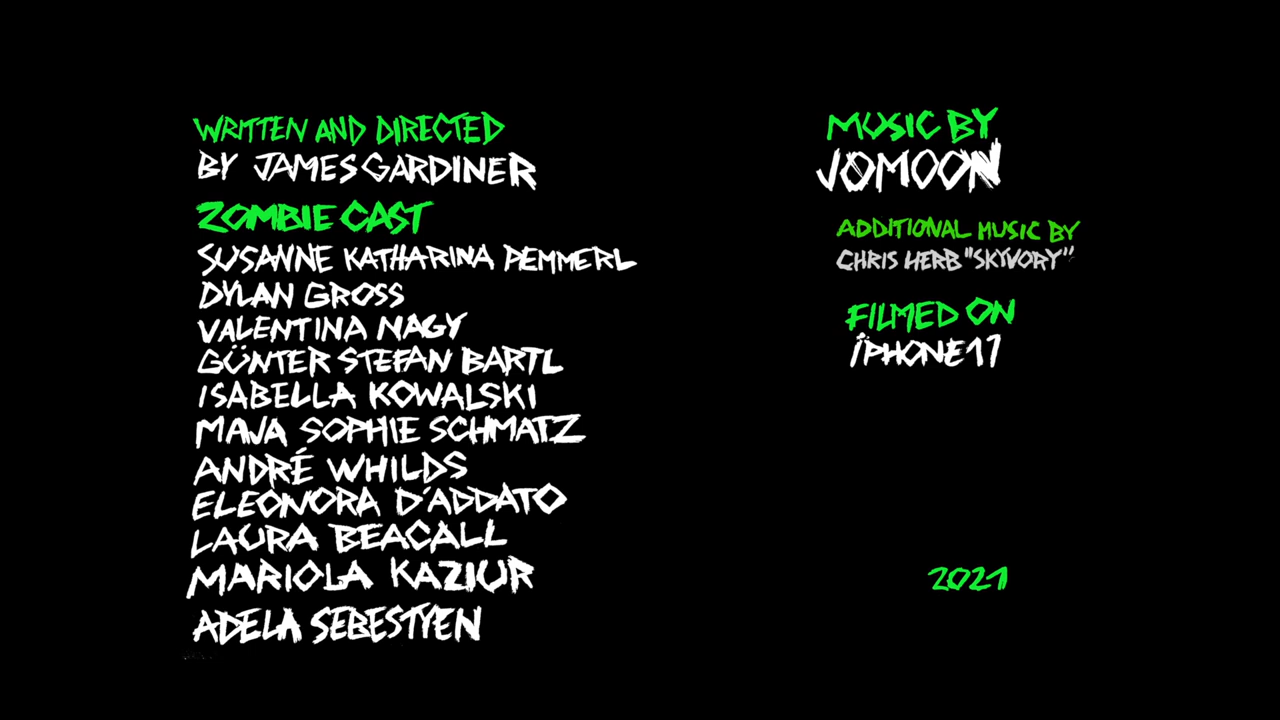 WRITTEN AND DIRECTED
BY JAMES GARDINER
ZOMBIE CAST
SUSANNE KATHARINA PEMMERL
DYLAN GROSS
VALENTINA NAGY
GÜNTER STEFAN BARTL
ISABELLA KOWALSKI
MAJA SOPHIE SCHMATZ
ANDRÉ WHILDS
ELEONORA D'ADDATO
LAURA BEACALL
MARIOLA KAZIUR
ADELA SEBESTYEN
MUSIC BY
JOMOON
ADDITIONAL MUSIC BY
CHRIS HERB "SKYVORY"
FILMED ON
iPHONE11
2021